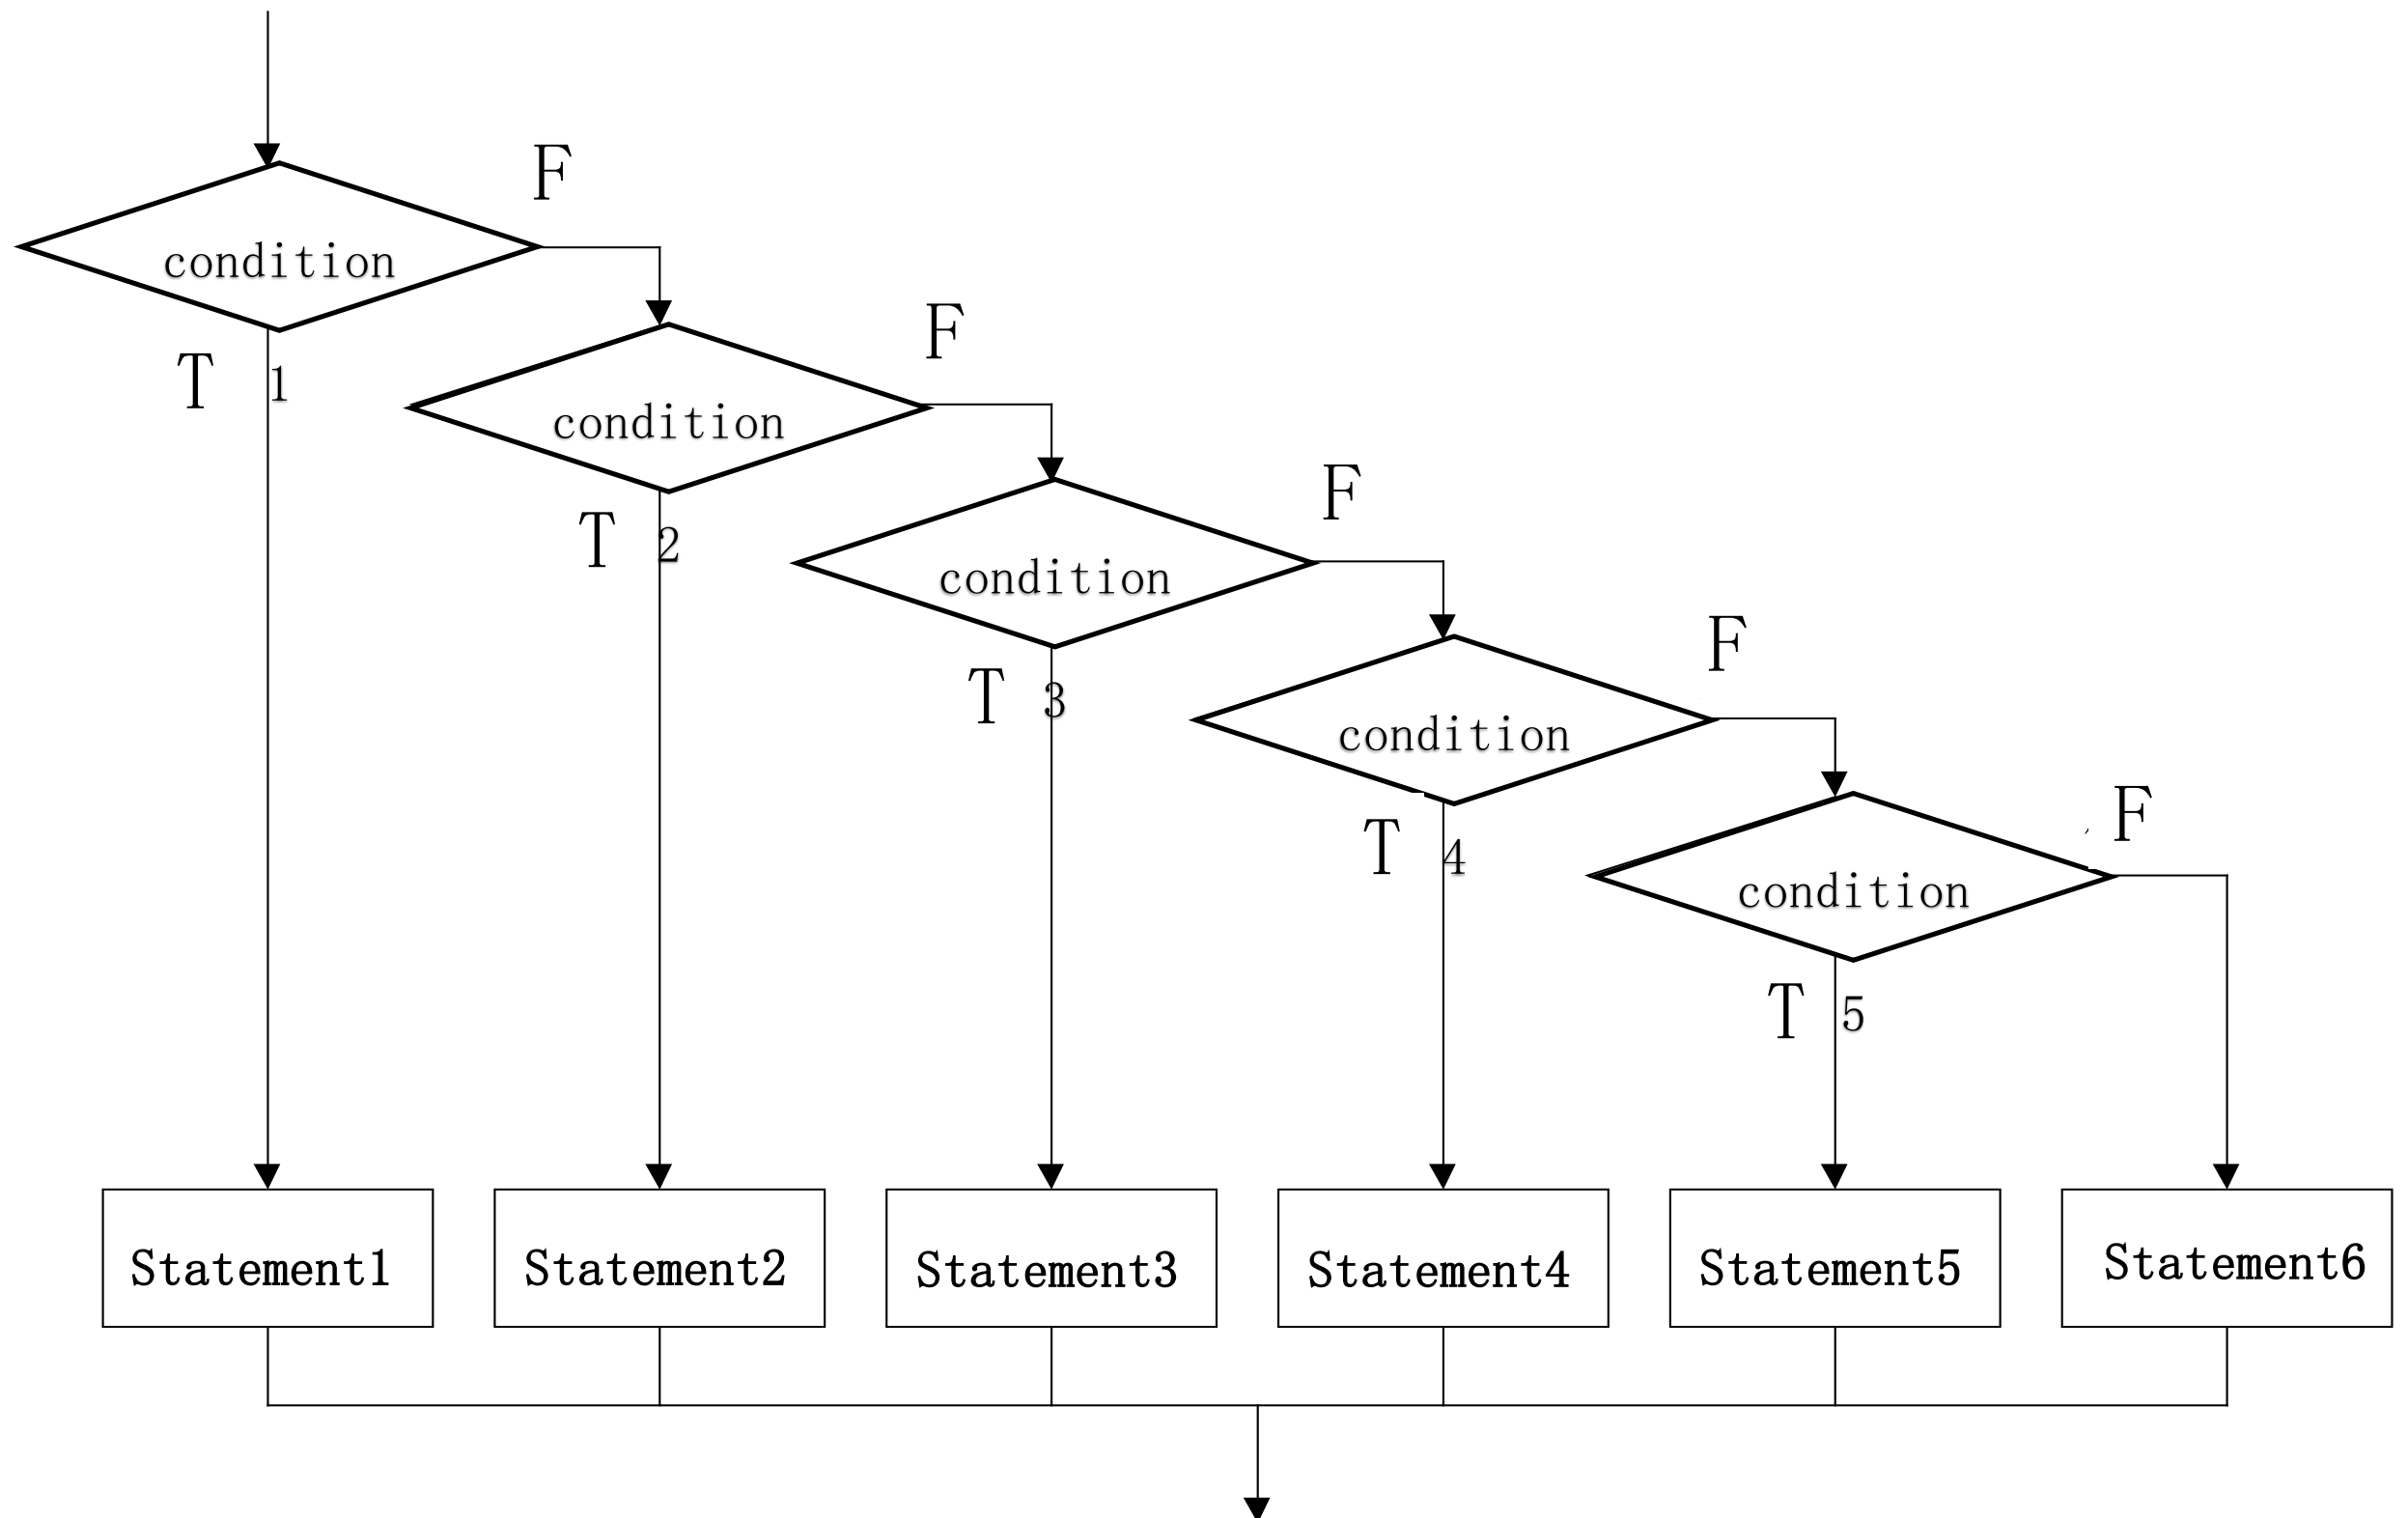 F
condition
T 1
F
condition
T 2
F
condition
T 3
F
condition
T 4
F
condition
T 5
Statement1
Statement2
Statement3
Statement4
Statement5
Statement6